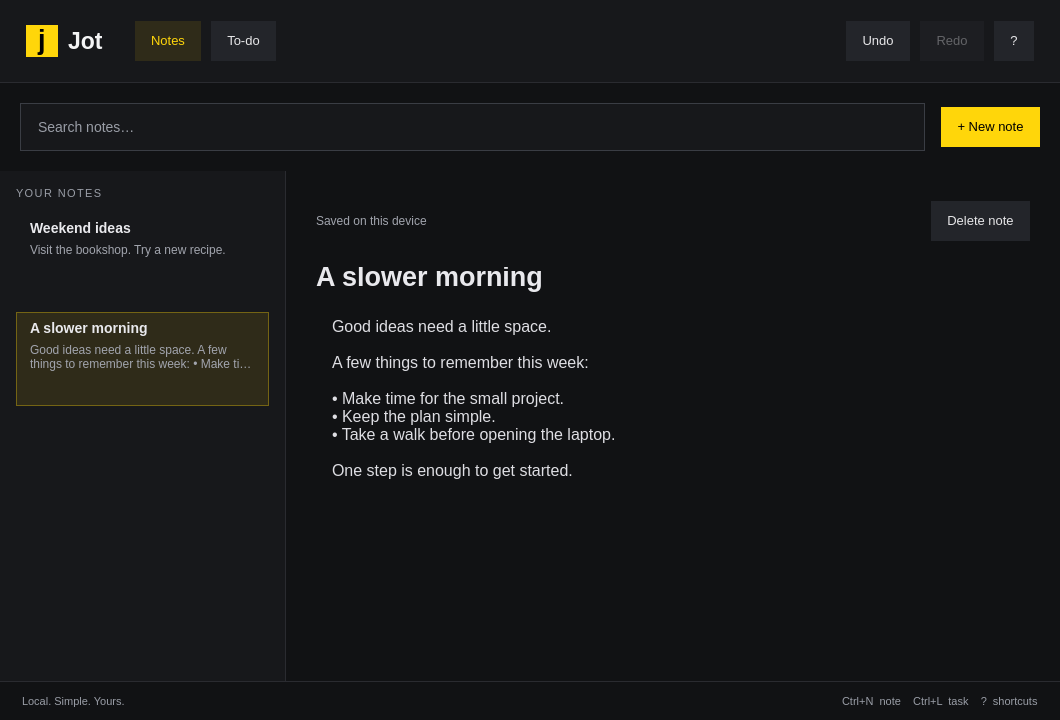 j Jot Notes To-do Undo Redo ?
Search notes… + New note
YOUR NOTES
Weekend ideas
Visit the bookshop. Try a new recipe.
A slower morning
Good ideas need a little space. A few
things to remember this week: • Make ti…
Saved on this device Delete note
A slower morning
Good ideas need a little space.
A few things to remember this week:
• Make time for the small project.
• Keep the plan simple.
• Take a walk before opening the laptop.
One step is enough to get started.
Local. Simple. Yours. Ctrl+N note Ctrl+L task ? shortcuts